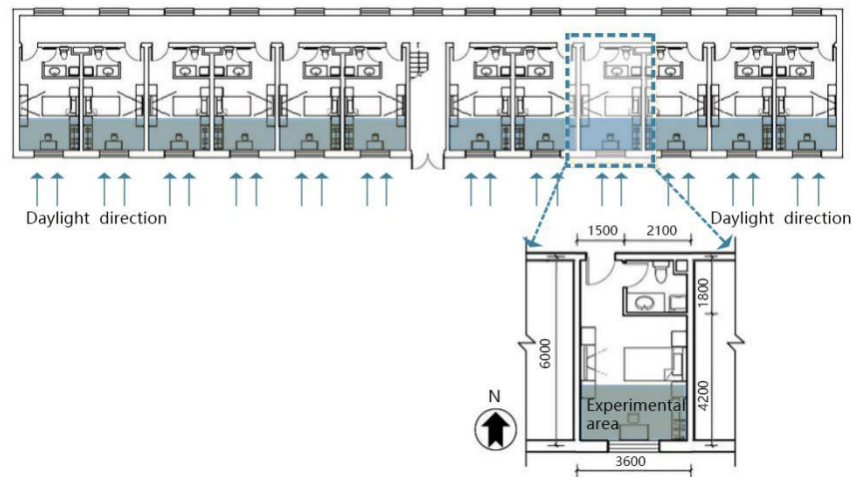 Daylight direction
Daylight direction
1500
2100
1800
6000
4200
Experimental
area
N
3600